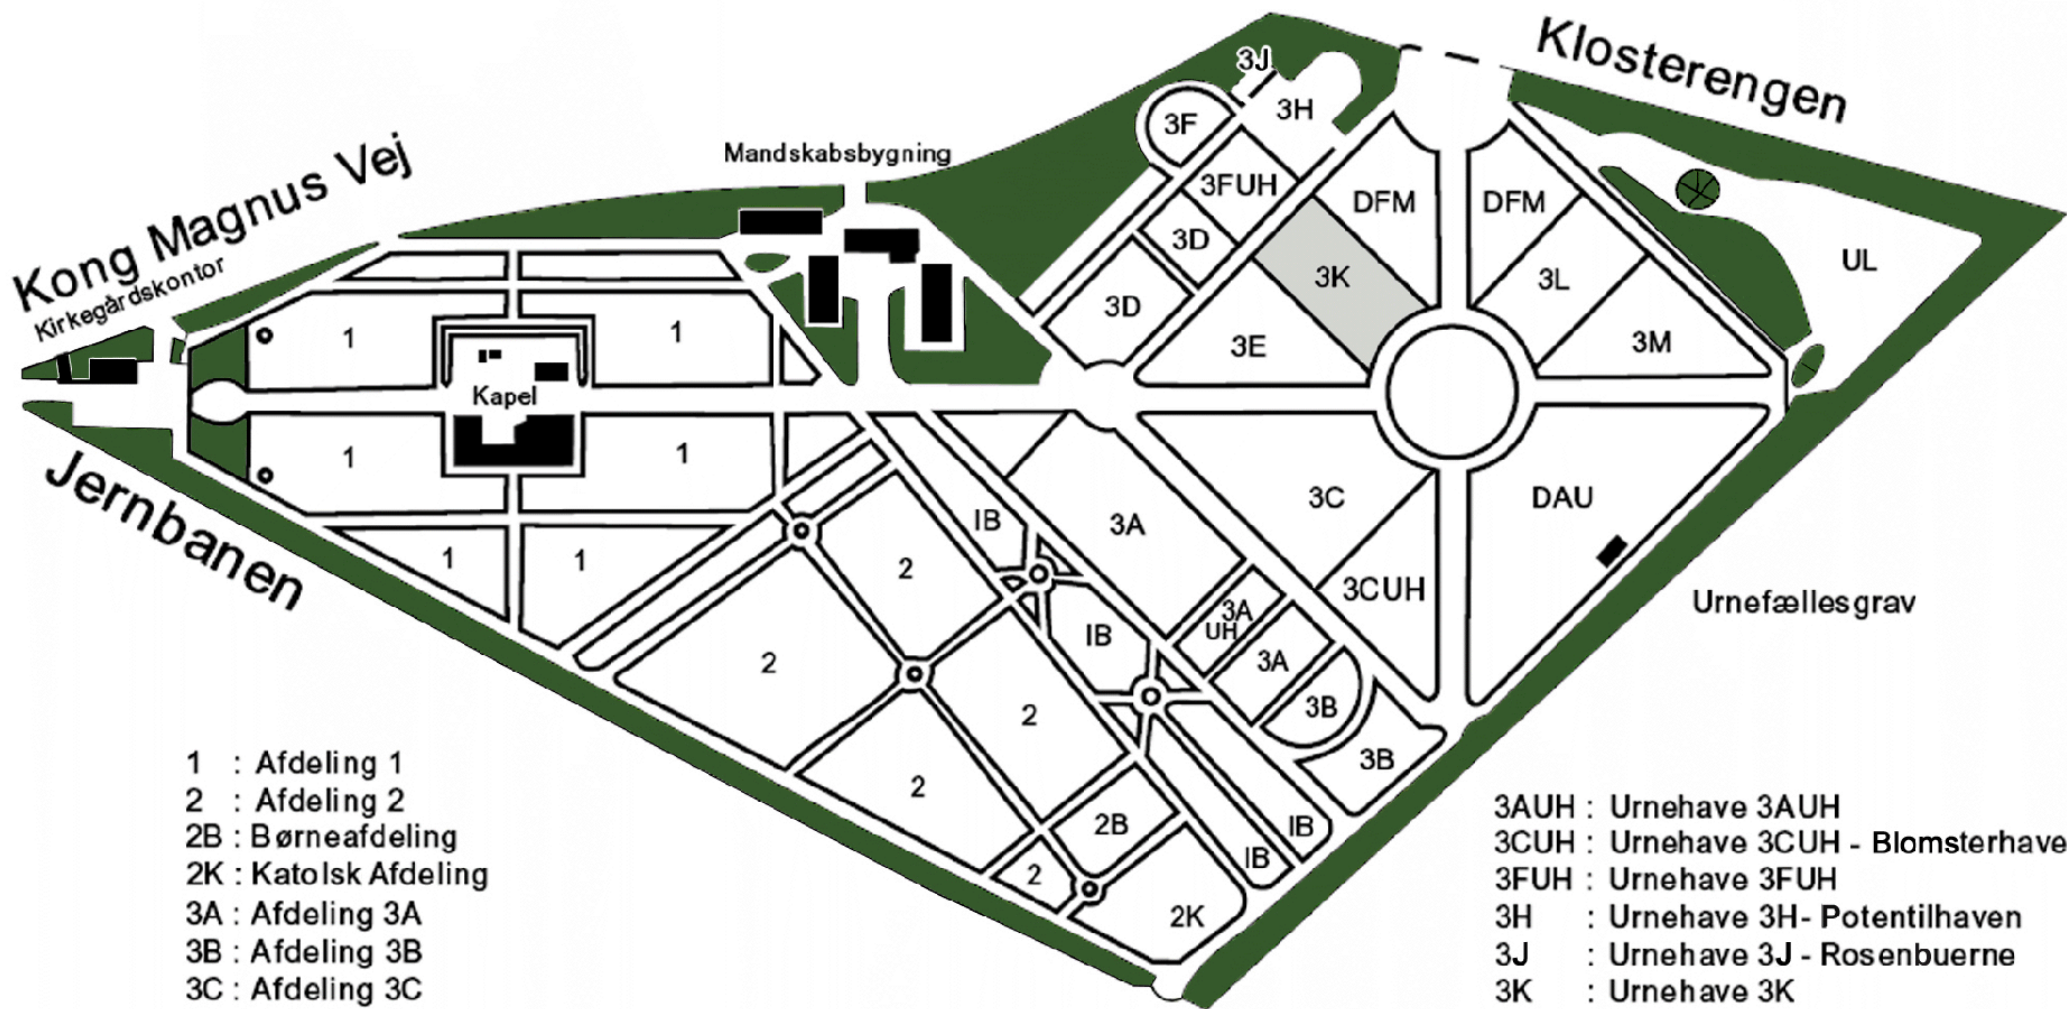 Klosterengen
3J
3H
3F
Mandskabsbygning
Kong Magnus Vej
Kirkegårdskontor
3FUH
DFM
DFM
3D
3K
3L
UL
3D
3E
3M
1
1
Kapel
1
1
3C
DAU
IB
3A
1
1
2
3CUH
Urnefællesgrav
3A
UH
IB
3A
2
2
3B
3B
2
2B
IB
IB
2
2K
Jernbanen
1 : Afdeling 1
2 : Afdeling 2
2B : Børneafdeling
2K : Katolsk Afdeling
3A : Afdeling 3A
3B : Afdeling 3B
3C : Afdeling 3C
3AUH : Urnehave 3AUH
3CUH : Urnehave 3CUH - Blomsterhave
3FUH : Urnehave 3FUH
3H : Urnehave 3H- Potentilhaven
3J : Urnehave 3J - Rosenbuerne
3K : Urnehave 3K